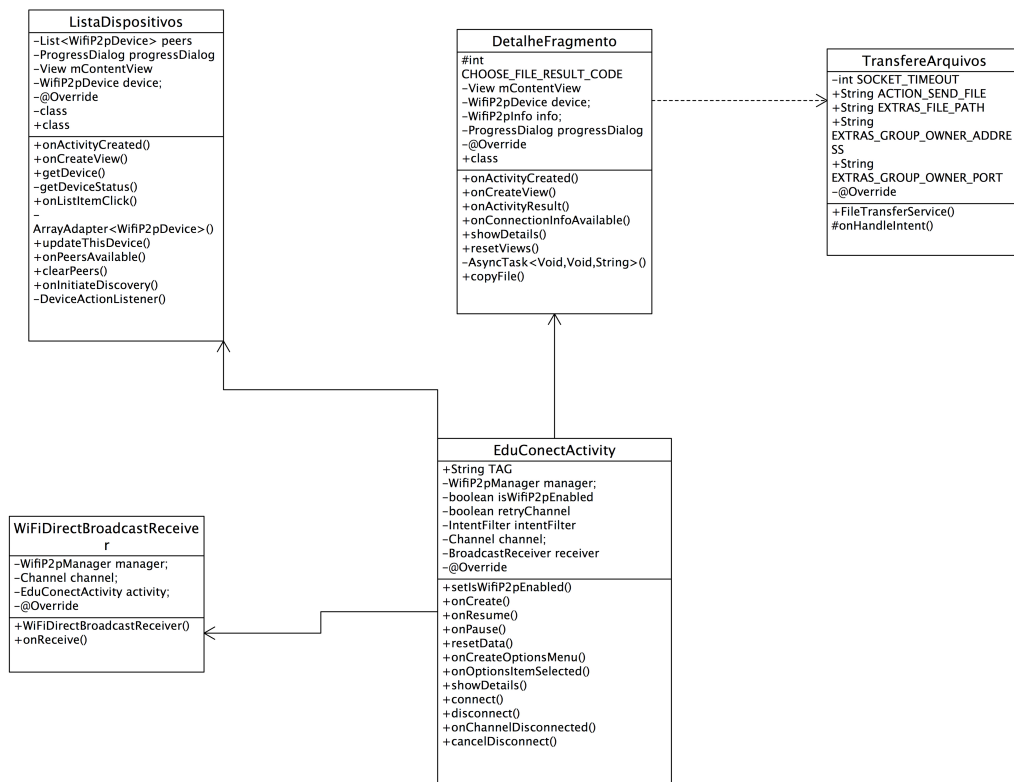 ListaDispositivos
-List<WifiP2pDevice> peers
-ProgressDialog progressDialog
-View mContentView
-WifiP2pDevice device;
-@Override
-class
+class
+onActivityCreated()
+onCreateView()
+getDevice()
-getDeviceStatus()
+onListItemClick()
-
ArrayAdapter<WifiP2pDevice>()
+updateThisDevice()
+onPeersAvailable()
+clearPeers()
+onInitiateDiscovery()
-DeviceActionListener()
DetalheFragmento
#int
CHOOSE_FILE_RESULT_CODE
-View mContentView
-WifiP2pDevice device;
-WifiP2pInfo info;
-ProgressDialog progressDialog
-@Override
+class
+onActivityCreated()
+onCreateView()
+onActivityResult()
+onConnectionInfoAvailable()
+showDetails()
+resetViews()
-AsyncTask<Void,Void,String>()
+copyFile()
TransfereArquivos
-int SOCKET_TIMEOUT
+String ACTION_SEND_FILE
+String EXTRAS_FILE_PATH
+String
EXTRAS_GROUP_OWNER_ADDRE
SS
+String
EXTRAS_GROUP_OWNER_PORT
-@Override
+FileTransferService()
#onHandleIntent()
EduConectActivity
+String TAG
-WifiP2pManager manager;
-boolean isWifiP2pEnabled
-boolean retryChannel
-IntentFilter intentFilter
-Channel channel;
-BroadcastReceiver receiver
-@Override
+setIsWifiP2pEnabled()
+onCreate()
+onResume()
+onPause()
+resetData()
+onCreateOptionsMenu()
+onOptionsItemSelected()
+showDetails()
+connect()
+disconnect()
+onChannelDisconnected()
+cancelDisconnect()
WiFiDirectBroadcastReceive
r
-WifiP2pManager manager;
-Channel channel;
-EduConectActivity activity;
-@Override
+WiFiDirectBroadcastReceiver()
+onReceive()